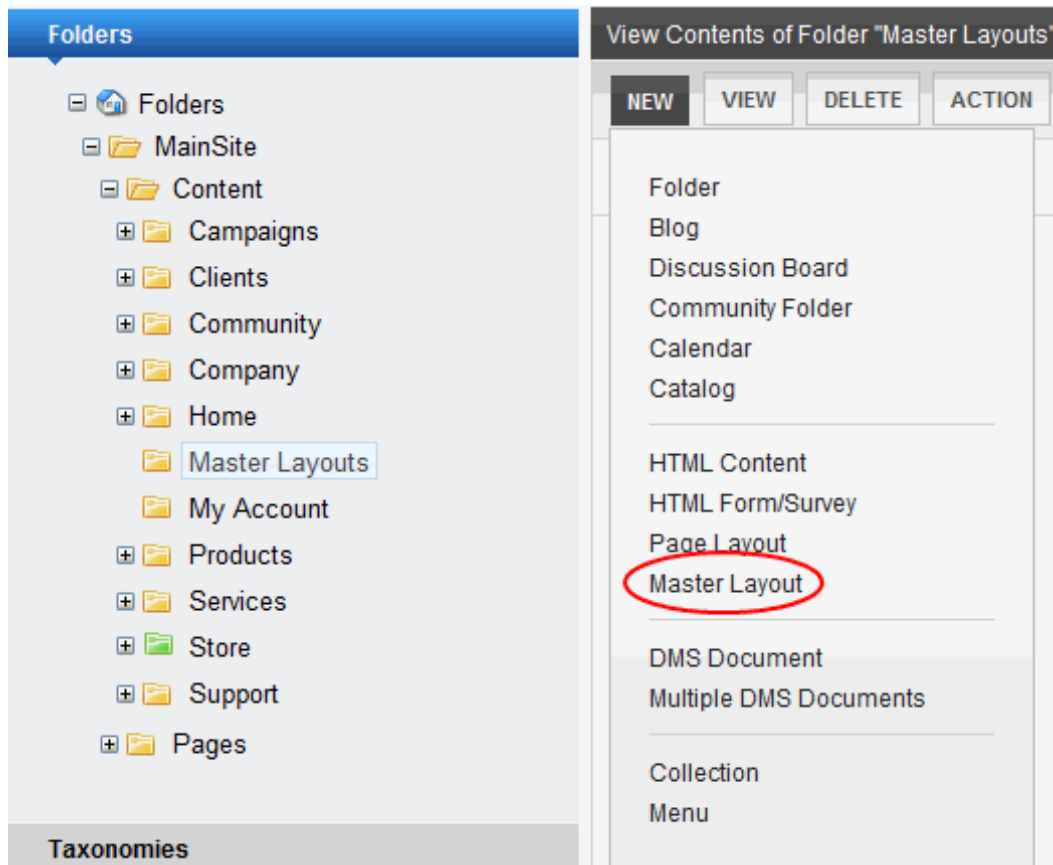 Folders
Folders
MainSite
Content
Campaigns
Clients
Community
Company
Home
Master Layouts
My Account
Products
Services
Store
Support
Pages
Taxonomies
View Contents of Folder "Master Layouts"
NEW VIEW DELETE ACTION
Folder
Blog
Discussion Board
Community Folder
Calendar
Catalog
HTML Content
HTML Form/Survey
Page Layout
Master Layout
DMS Document
Multiple DMS Documents
Collection
Menu